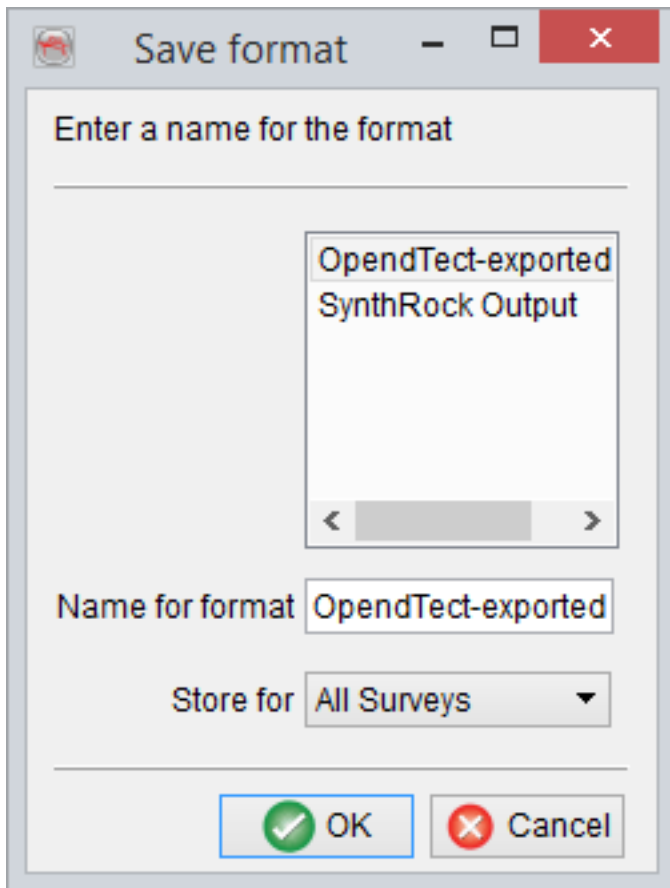 Save format
Enter a name for the format
OpendTect-exported
SynthRock Output
Name for format OpendTect-exported
Store for All Surveys
OK Cancel